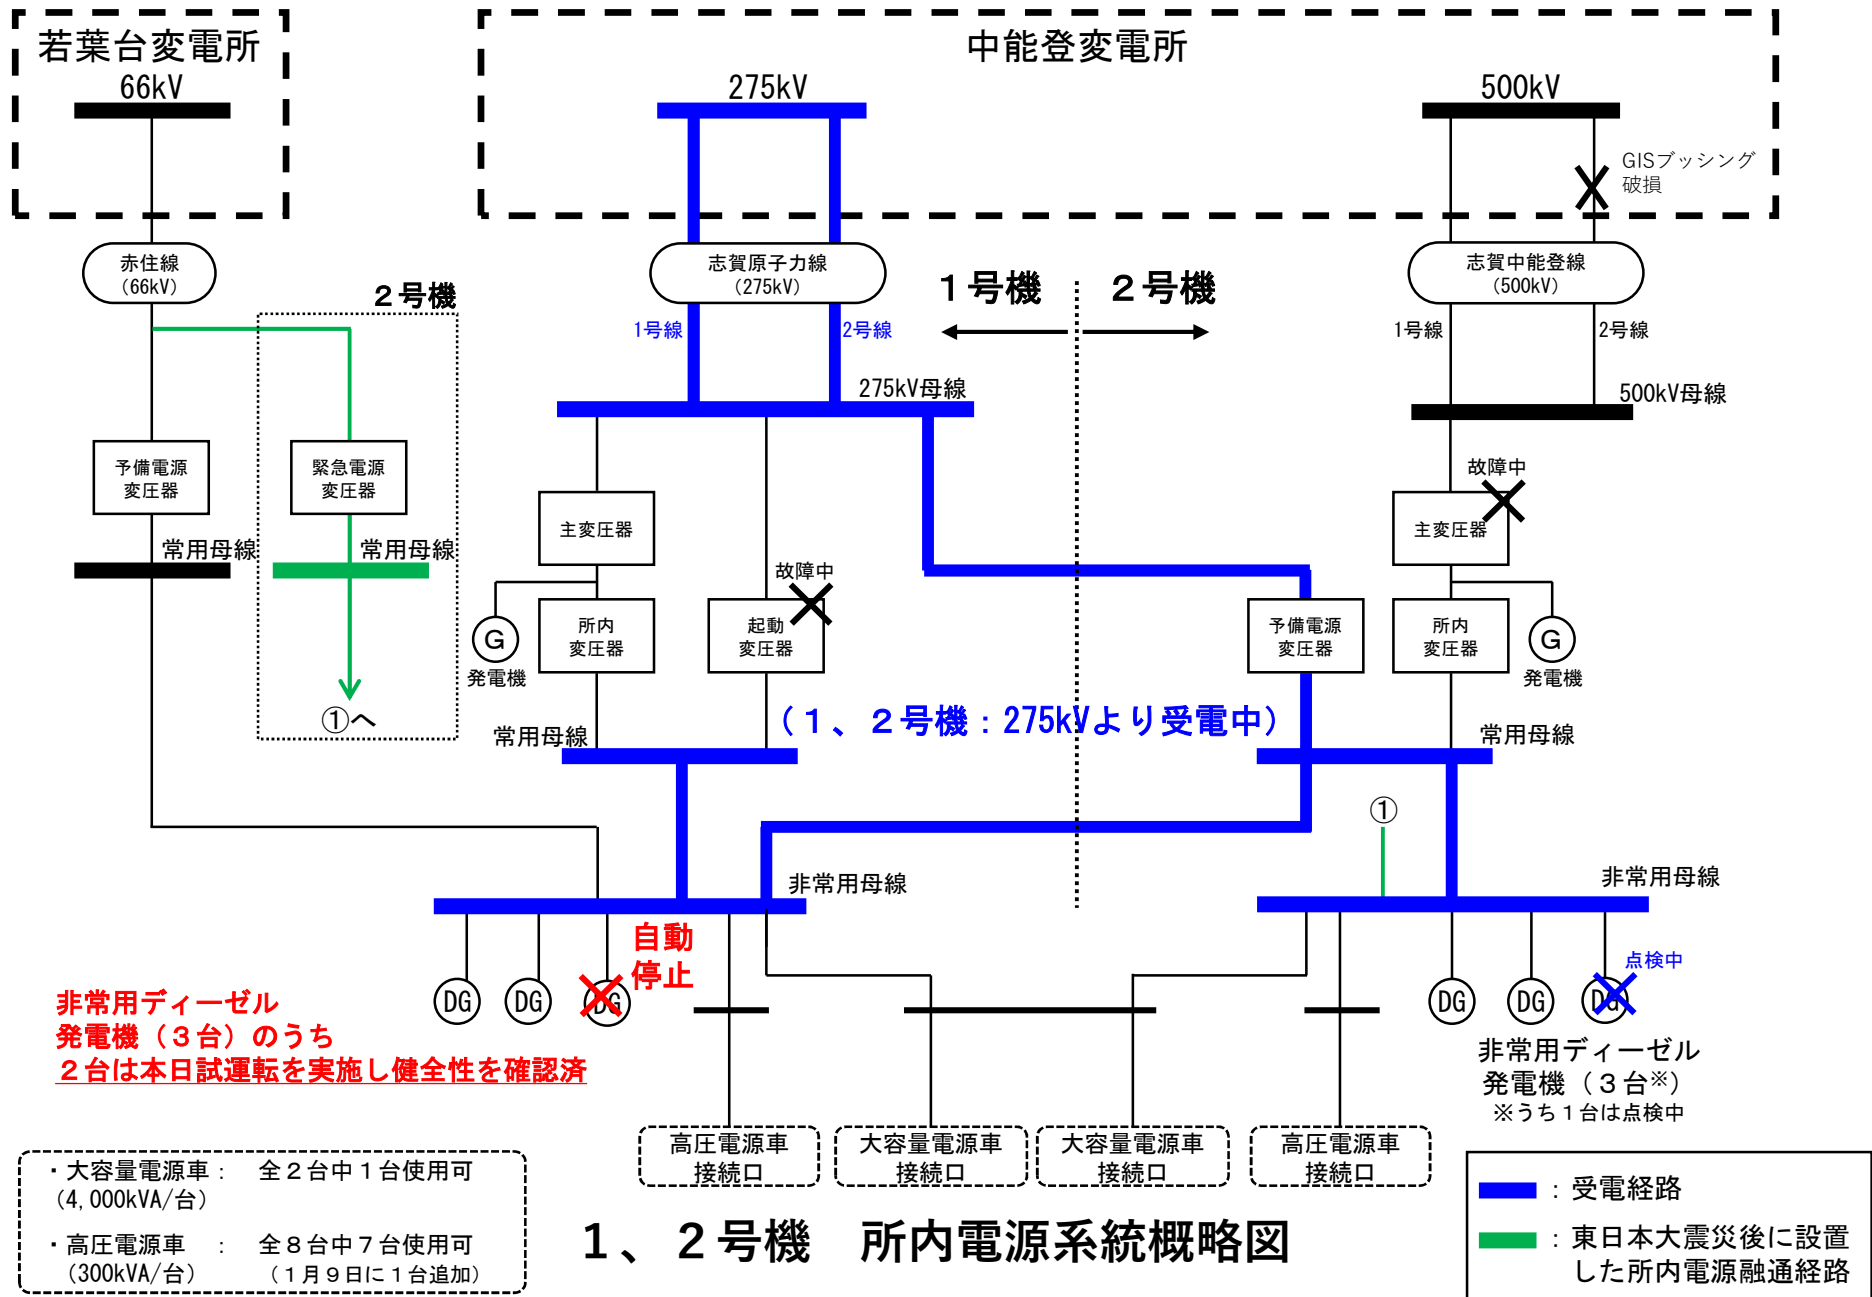 若葉台変電所
66kV
中能登変電所
275kV
500kV
GISブッシング
破損
赤住線
(66kV)
志賀原子力線
(275kV)
志賀中能登線
(500kV)
2号機
1号機
2号機
1号線
2号線
1号線
2号線
275kV母線
500kV母線
予備電源
変圧器
緊急電源
変圧器
主変圧器
故障中
主変圧器
常用母線
常用母線
故障中
G
発電機
所内
変圧器
起動
変圧器
予備電源
変圧器
所内
変圧器
G
発電機
①へ
(1、2号機:275kVより受電中)
常用母線
常用母線
①
非常用母線
非常用母線
自動
停止
点検中
DG
DG
DG
DG
DG
DG
非常用ディーゼル
発電機(3台)のうち
2台は本日試運転を実施し健全性を確認済
非常用ディーゼル
発電機(3台※)
※うち1台は点検中
高圧電源車
接続口
大容量電源車
接続口
大容量電源車
接続口
高圧電源車
接続口
・大容量電源車: 全2台中1台使用可
(4,000kVA/台)
・高圧電源車 : 全8台中7台使用可
(300kVA/台) (1月9日に1台追加)
1、2号機 所内電源系統概略図
:受電経路
:東日本大震災後に設置
した所内電源融通経路